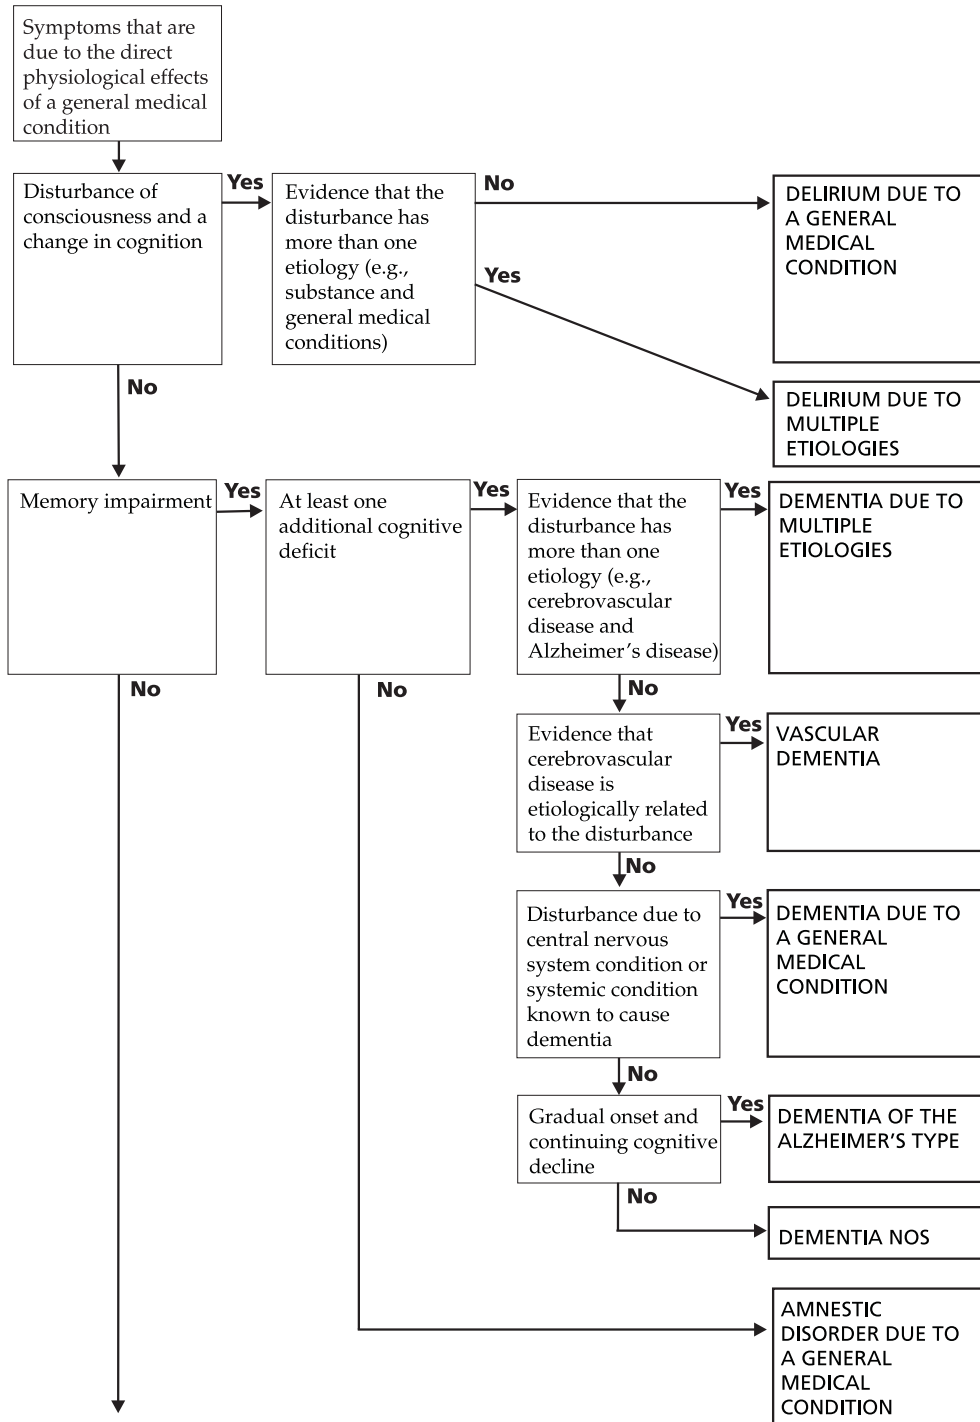 Symptoms that are
due to the direct
physiological effects
of a general medical
condition
Disturbance of
consciousness and a
change in cognition
Yes
Evidence that the
disturbance has
more than one
etiology (e.g.,
substance and
general medical
conditions)
No
DELIRIUM DUE TO
A GENERAL
MEDICAL
CONDITION
Yes
DELIRIUM DUE TO
MULTIPLE
ETIOLOGIES
No
Memory impairment
Yes
At least one
additional cognitive
deficit
Yes
Evidence that the
disturbance has
more than one
etiology (e.g.,
cerebrovascular
disease and
Alzheimer's disease)
Yes
DEMENTIA DUE TO
MULTIPLE
ETIOLOGIES
No
No
No
Evidence that
cerebrovascular
disease is
etiologically related
to the disturbance
Yes
VASCULAR
DEMENTIA
No
Disturbance due to
central nervous
system condition or
systemic condition
known to cause
dementia
Yes
DEMENTIA DUE TO
A GENERAL
MEDICAL
CONDITION
No
Gradual onset and
continuing cognitive
decline
Yes
DEMENTIA OF THE
ALZHEIMER'S TYPE
No
DEMENTIA NOS
AMNESTIC
DISORDER DUE TO
A GENERAL
MEDICAL
CONDITION